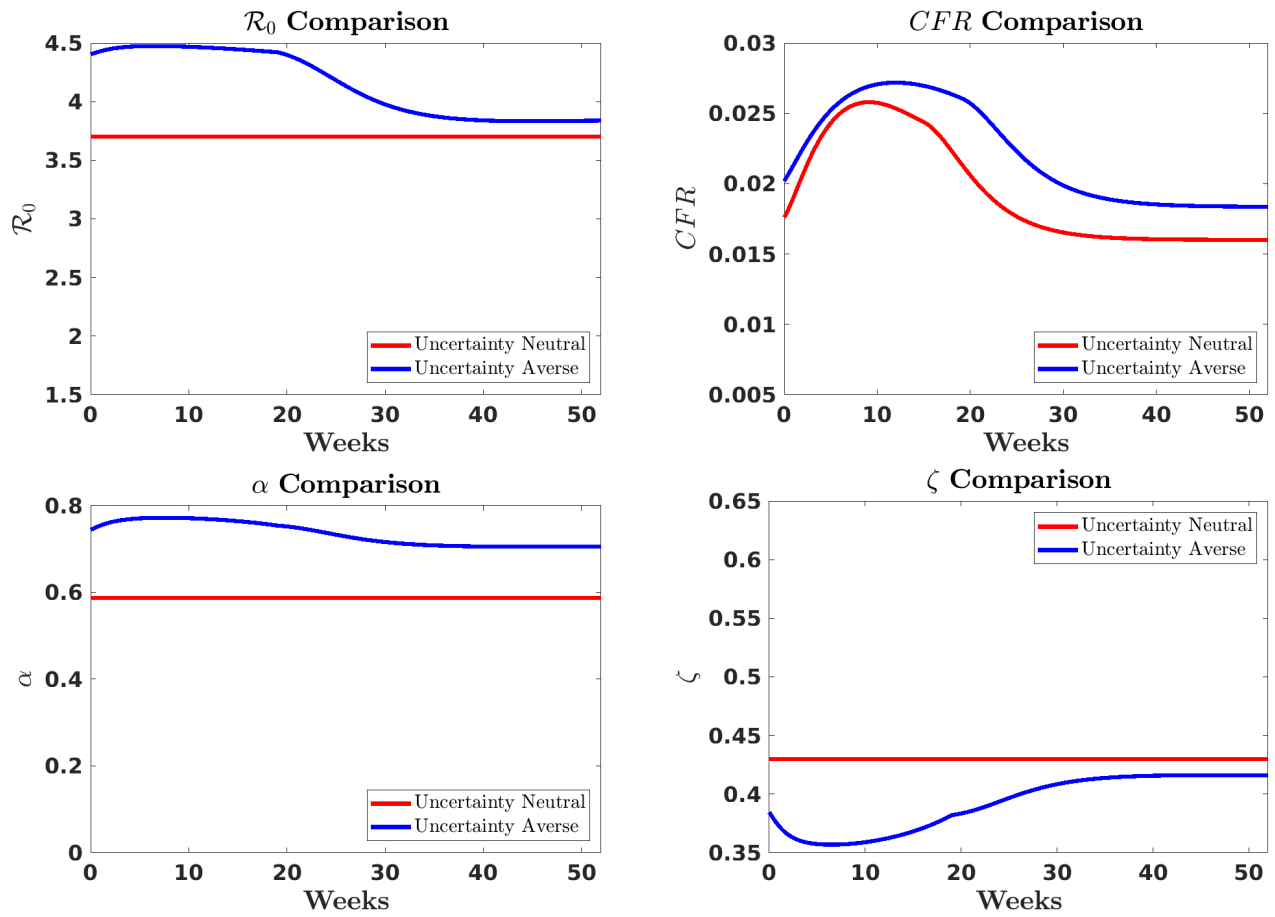 $\mathcal{R}_0$ Comparison
4.5
4
3.5
3
2.5
2
1.5
$\mathcal{R}_0$
0 10 20 30 40 50
Weeks
Uncertainty Neutral
Uncertainty Averse
$CFR$ Comparison
0.03
0.025
0.02
0.015
0.01
0.005
$CFR$
0 10 20 30 40 50
Weeks
Uncertainty Neutral
Uncertainty Averse
α Comparison
0.8
0.6
0.4
0.2
0
α
0 10 20 30 40 50
Weeks
Uncertainty Neutral
Uncertainty Averse
ζ Comparison
0.65
0.6
0.55
0.5
0.45
0.4
0.35
ζ
0 10 20 30 40 50
Weeks
Uncertainty Neutral
Uncertainty Averse